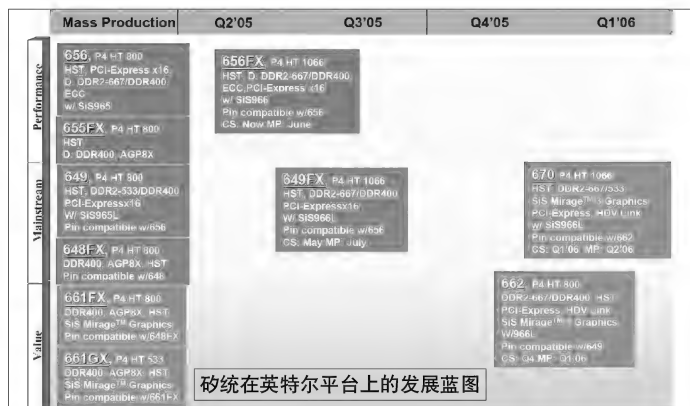 Mass Production Q2'05 Q3'05 Q4'05 Q1'06
Performance
656, P4 HT 800
HST, PCI-Express x16
D. DDR2-667/DDR400
ECC
w/ SiS965
655FX, P4 HT 800
HST
D. DDR400, AGP8X
656FX, P4 HT 1066
HST, D. DDR2-667/DDR400
ECC,PCI-Express x16
w/ SiS966
Pin compatible w/656
CS: Now MP: June
Mainstream
649, P4 HT 800
HST, DDR2-533/DDR400
PCI-Expressx16
W/ SiS965L
Pin compatible w/656
648FX, P4 HT 800
DDR400, AGP8X, HST
Pin compatible w/648
649FX, P4 HT 1066
HST, DDR2-667/DDR400
PCI-Expressx16
W/ SiS966L
Pin compatible w/656
CS: May MP: July
670 P4 HT 1066
HST, DDR2-667/533
SiS Mirage™ Graphics
PCI-Express, HDV Link
w/ SiS966L
Pin compatible w/662
CS: Q1'06 MP: Q2'06
Value
661FX, P4 HT 800
DDR400, AGP8X, HST
SiS Mirage™ Graphics
Pin compatible w/648FX
661GX, P4 HT 533
DDR400, AGP8X, HST
SiS Mirage™ Graphics
Pin compatible w/661FX
662, P4 HT 800
DDR2-667/DDR400, HST
PCI-Express, HDV Link
SiS Mirage™ Graphics
W/966L
Pin compatible w/649
CS: Q4 MP: Q1'06
矽统在英特尔平台上的发展蓝图